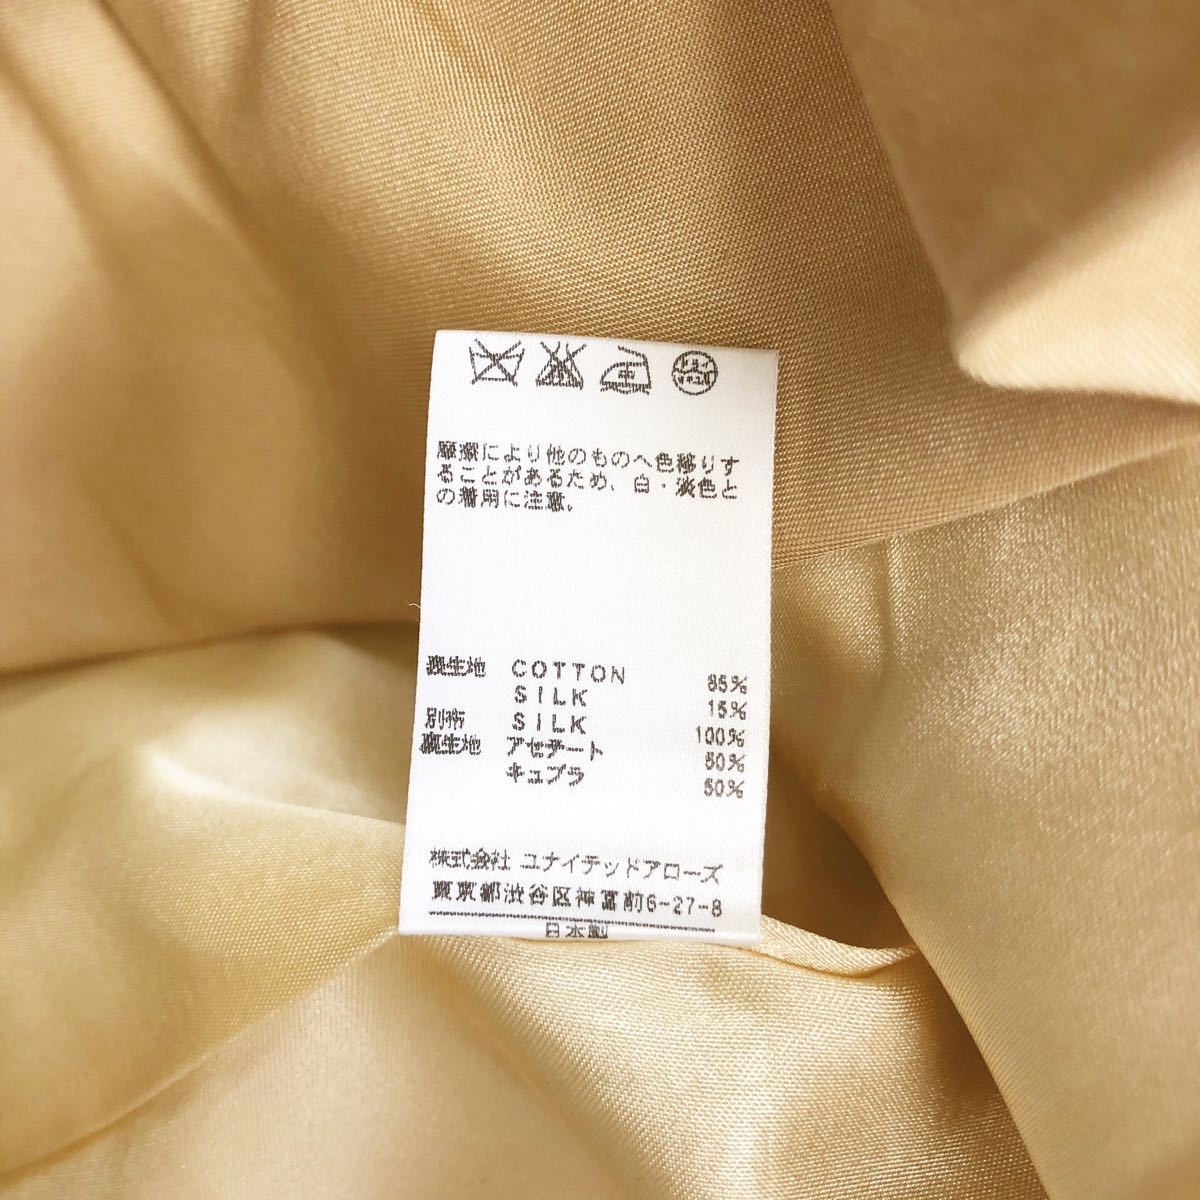 摩擦により他のものへ色移りす
ることがあるため、白・淡色と
の着用に注意。
表生地 COTTON 85%
SILK 15%
別布 SILK 100%
裏生地 アセテート 50%
キュプラ 50%
株式会社 ユナイテッドアローズ
東京都渋谷区神宮前6-27-8
日本製